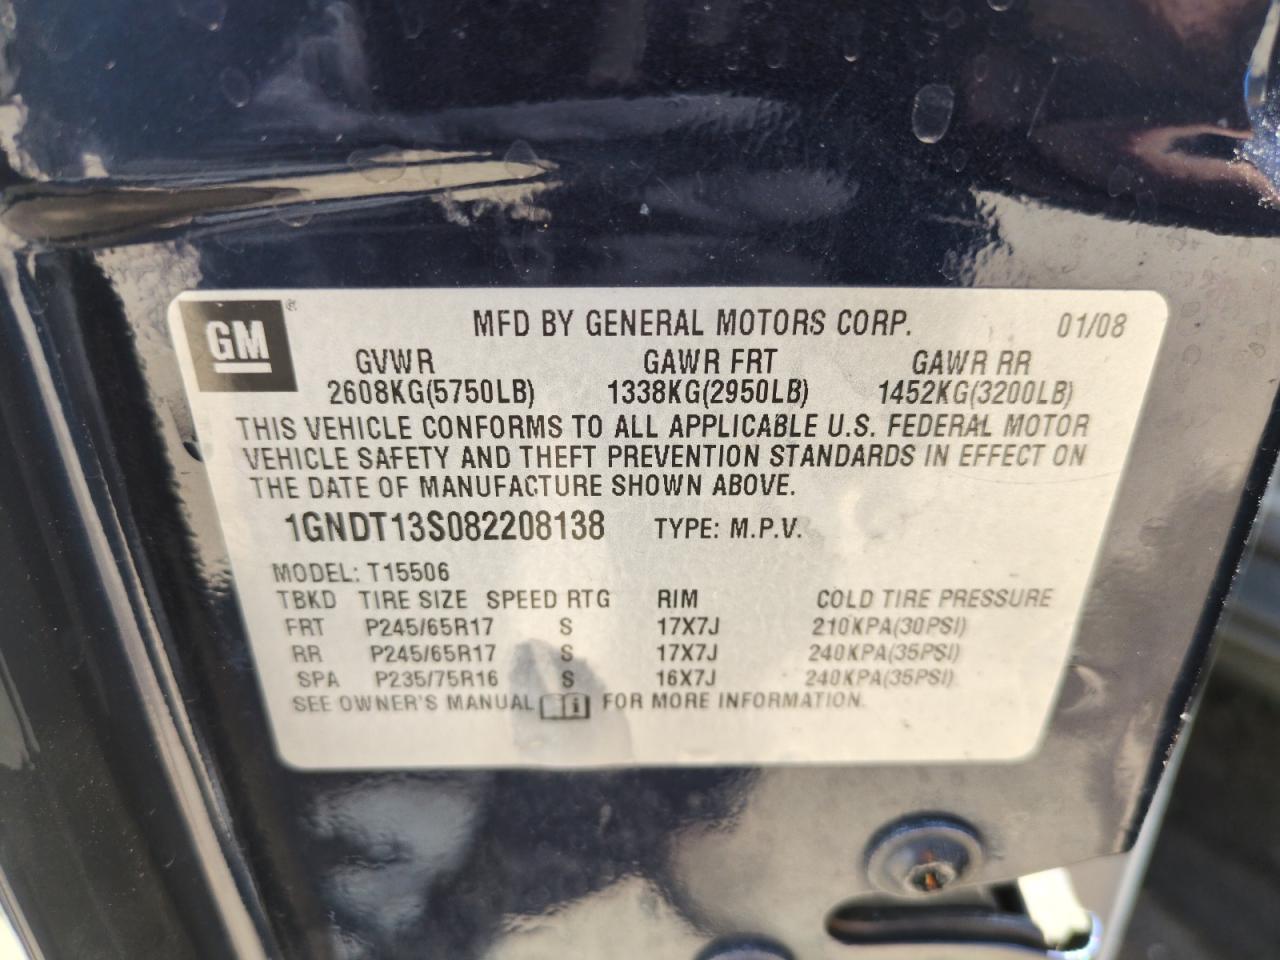 GM
MFD BY GENERAL MOTORS CORP. 01/08
GVWR GAWR FRT GAWR RR
2608KG(5750LB) 1338KG(2950LB) 1452KG(3200LB)
THIS VEHICLE CONFORMS TO ALL APPLICABLE U.S. FEDERAL MOTOR
VEHICLE SAFETY AND THEFT PREVENTION STANDARDS IN EFFECT ON
THE DATE OF MANUFACTURE SHOWN ABOVE.
1GNDT13S082208138 TYPE: M.P.V.
MODEL: T15506
TBKD TIRE SIZE SPEED RTG RIM COLD TIRE PRESSURE
FRT P245/65R17 S 17X7J 210KPA(30PSI)
RR P245/65R17 S 17X7J 240KPA(35PSI)
SPA P235/75R16 S 16X7J 240KPA(35PSI)
SEE OWNER'S MANUAL i FOR MORE INFORMATION.